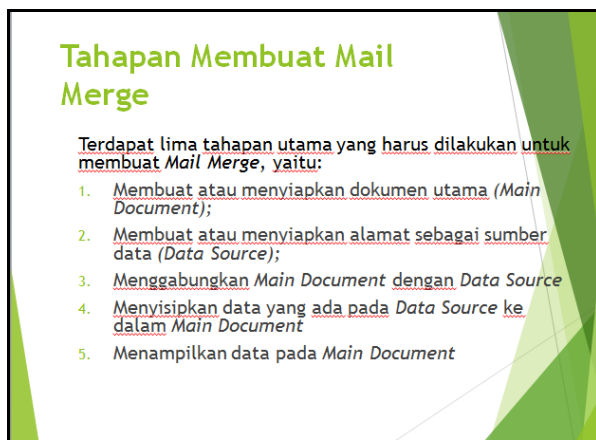 Tahapan Membuat Mail
Merge
Terdapat lima tahapan utama yang harus dilakukan untuk
membuat Mail Merge, yaitu:
1. Membuat atau menyiapkan dokumen utama (Main
Document);
2. Membuat atau menyiapkan alamat sebagai sumber
data (Data Source);
3. Menggabungkan Main Document dengan Data Source
4. Menyisipkan data yang ada pada Data Source ke
dalam Main Document
5. Menampilkan data pada Main Document